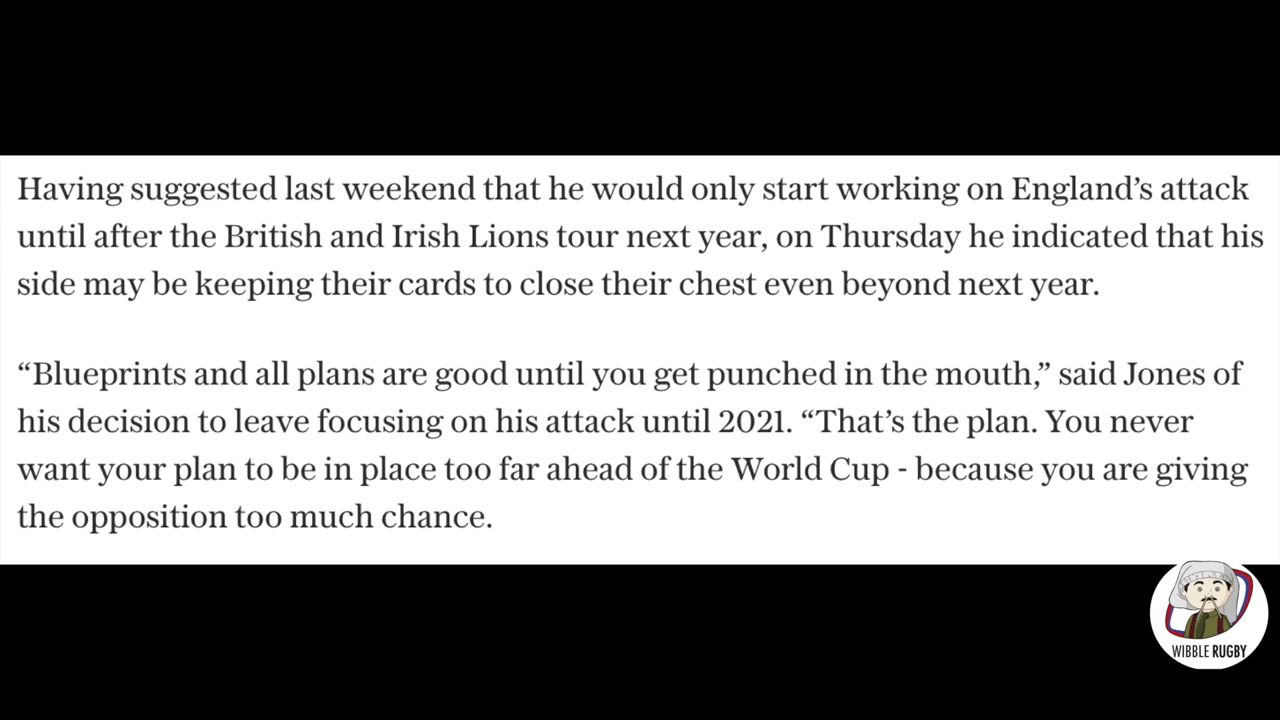 Having suggested last weekend that he would only start working on England’s attack
until after the British and Irish Lions tour next year, on Thursday he indicated that his
side may be keeping their cards to close their chest even beyond next year.
“Blueprints and all plans are good until you get punched in the mouth,” said Jones of
his decision to leave focusing on his attack until 2021. “That’s the plan. You never
want your plan to be in place too far ahead of the World Cup - because you are giving
the opposition too much chance.
WIBBLE RUGBY